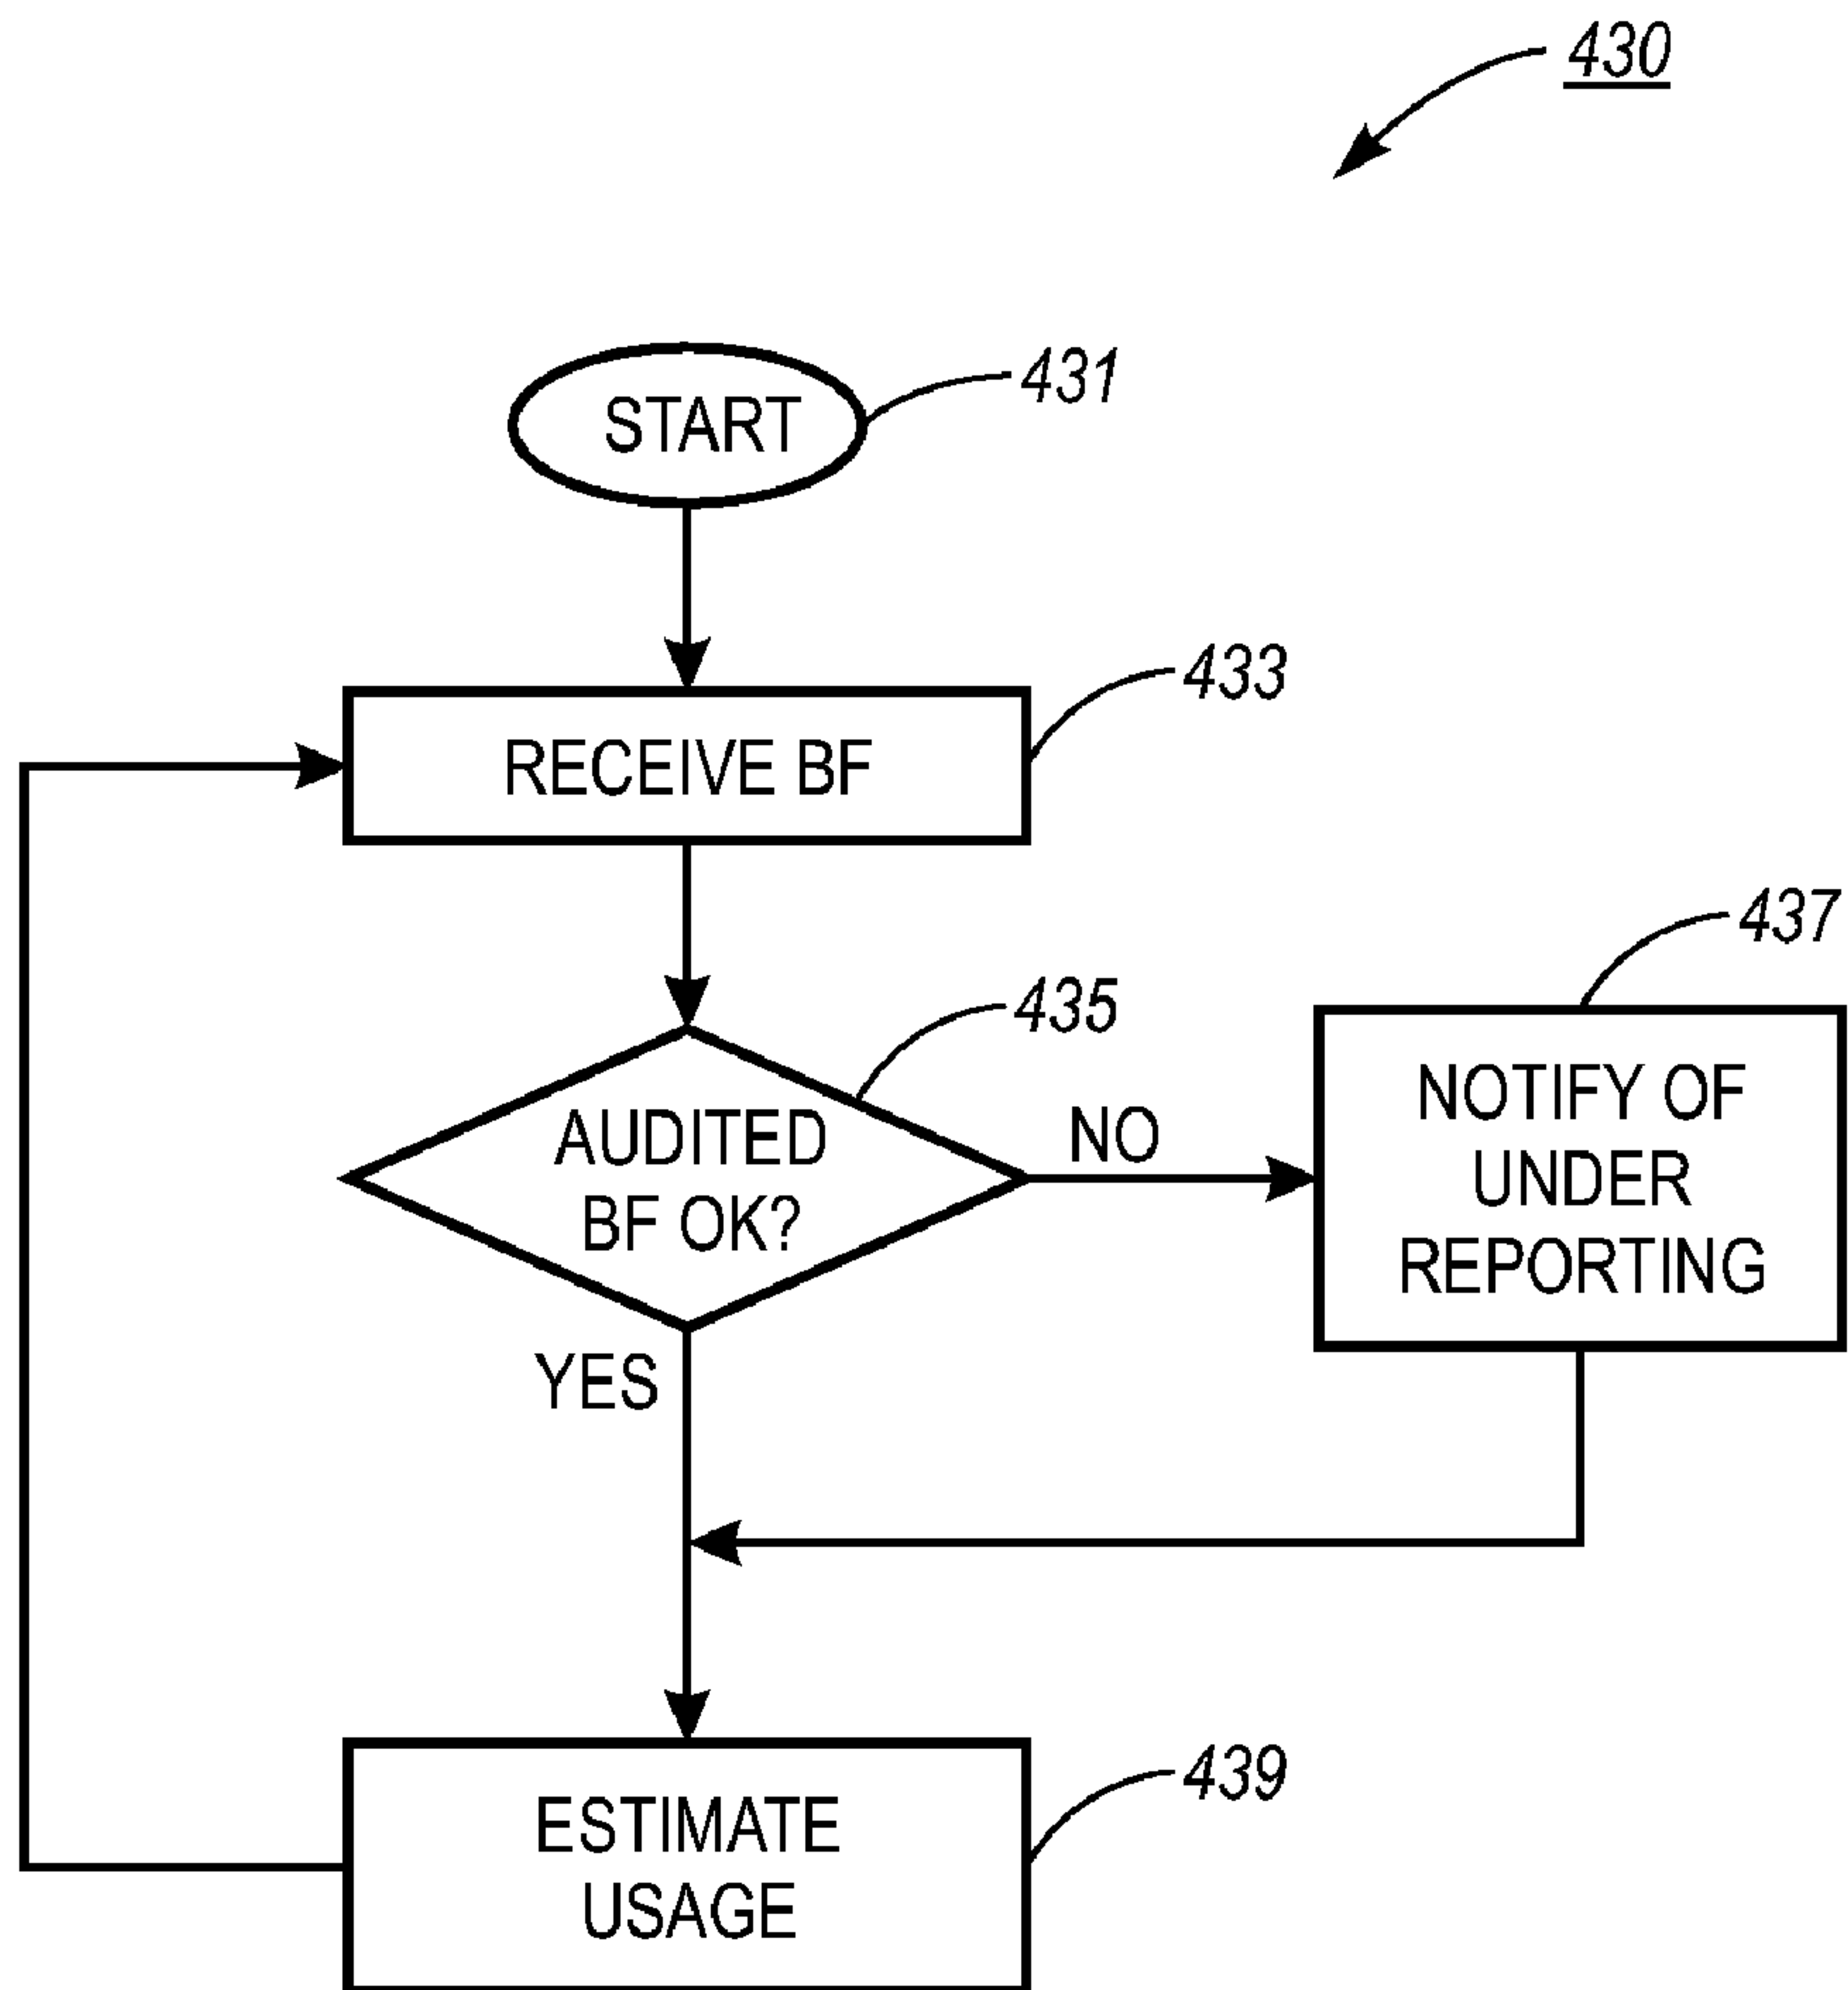 430
START
431
RECEIVE BF
433
AUDITED
BF OK?
435
NO
YES
NOTIFY OF
UNDER
REPORTING
437
ESTIMATE
USAGE
439